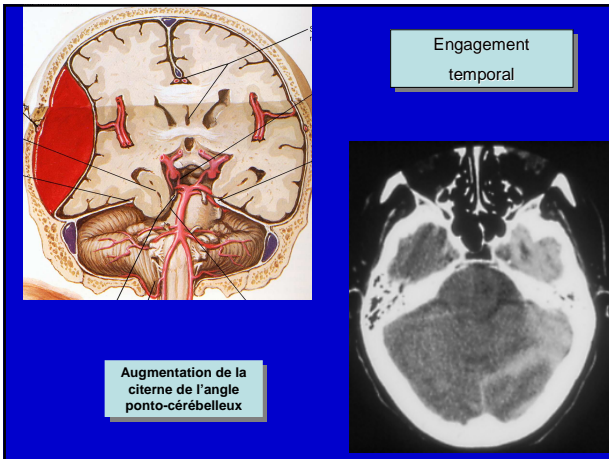 Engagement
temporal
Augmentation de la
citerne de l'angle
ponto-cérébelleux